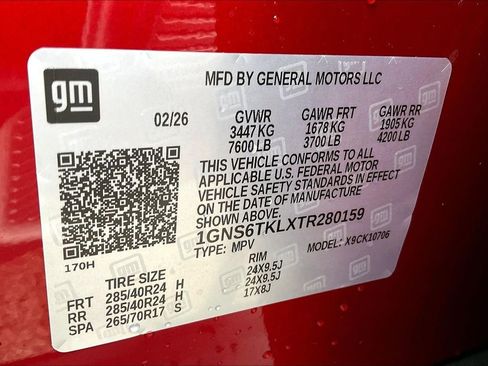 gm
MFD BY GENERAL MOTORS LLC
02/26 GVWR GAWR FRT GAWR RR
3447 KG 1678 KG 1905 KG
7600 LB 3700 LB 4200 LB
THIS VEHICLE CONFORMS TO ALL
APPLICABLE U.S. FEDERAL MOTOR
VEHICLE SAFETY STANDARDS IN EFFECT
ON THE DATE OF MANUFACTURE
SHOWN ABOVE.
1GNS6TKLXTR280159
TYPE: MPV MODEL: X9CK10706
170H
TIRE SIZE RIM
FRT 285/40R24 H 24X9.5J
RR 285/40R24 H 24X9.5J
SPA 265/70R17 S 17X8J